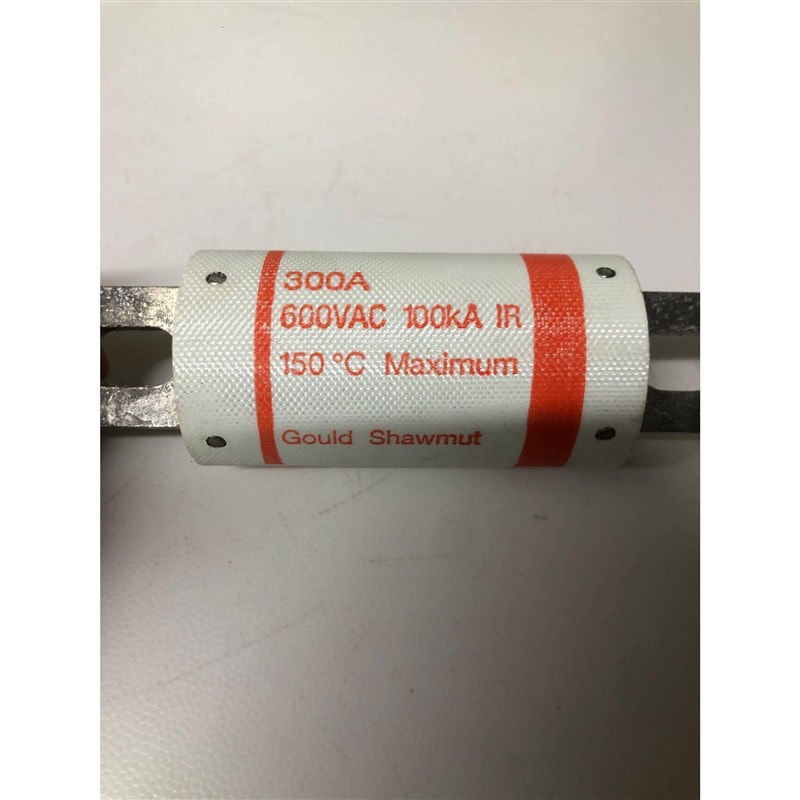 300A
600VAC 100kA IR
150 °C Maximum
Gould Shawmut